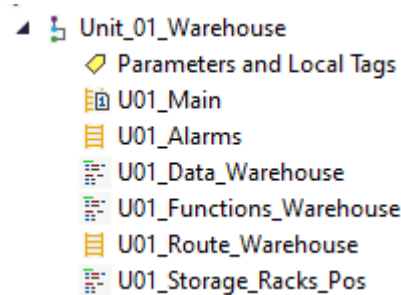 Unit_01_Warehouse
Parameters and Local Tags
U01_Main
U01_Alarms
U01_Data_Warehouse
U01_Functions_Warehouse
U01_Route_Warehouse
U01_Storage_Racks_Pos